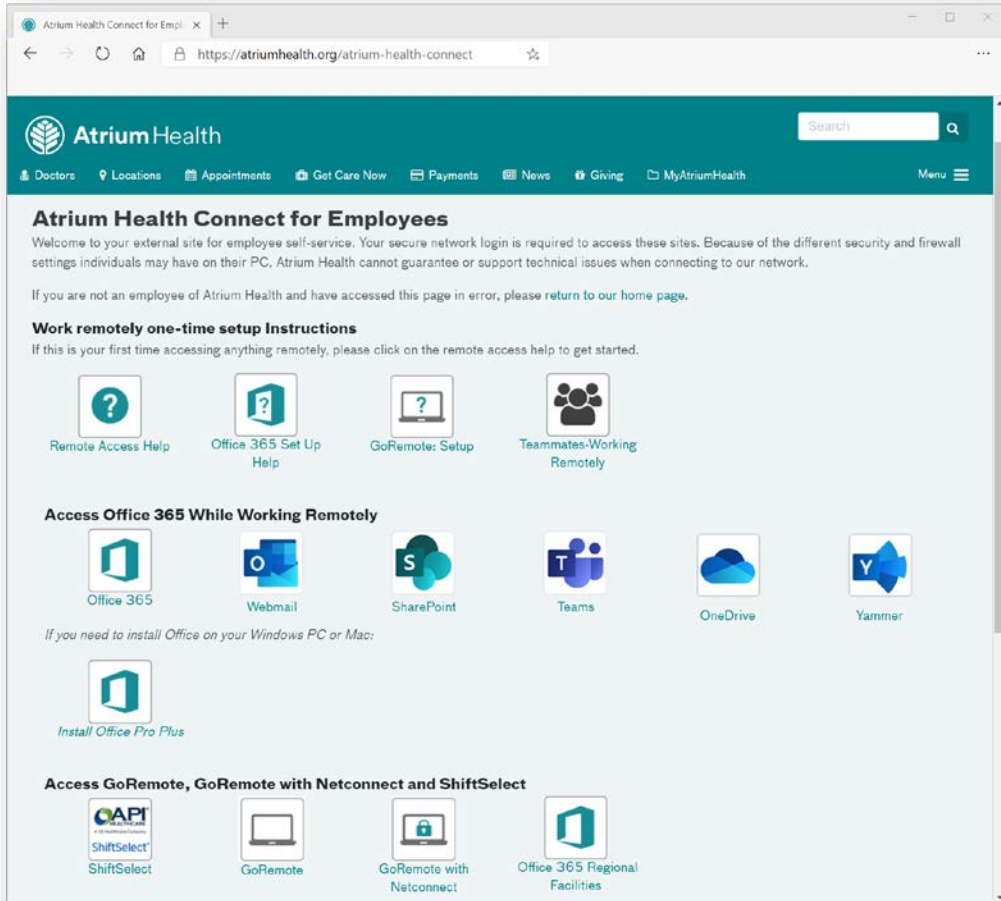 Atrium Health Connect for Empl
https://atriumhealth.org/atrium-health-connect
Atrium Health
Search
Doctors Locations Appointments Get Care Now Payments News Giving MyAtriumHealth Menu
Atrium Health Connect for Employees
Welcome to your external site for employee self-service. Your secure network login is required to access these sites. Because of the different security and firewall
settings individuals may have on their PC, Atrium Health cannot guarantee or support technical issues when connecting to our network.
If you are not an employee of Atrium Health and have accessed this page in error, please return to our home page.
Work remotely one-time setup Instructions
If this is your first time accessing anything remotely, please click on the remote access help to get started.
Remote Access Help
Office 365 Set Up
Help
GoRemote: Setup
Teammates-Working
Remotely
Access Office 365 While Working Remotely
Office 365
Webmail
SharePoint
Teams
OneDrive
Yammer
If you need to install Office on your Windows PC or Mac:
Install Office Pro Plus
Access GoRemote, GoRemote with Netconnect and ShiftSelect
API
HEALTHCARE
ShiftSelect
ShiftSelect
GoRemote
GoRemote with
Netconnect
Office 365 Regional
Facilities